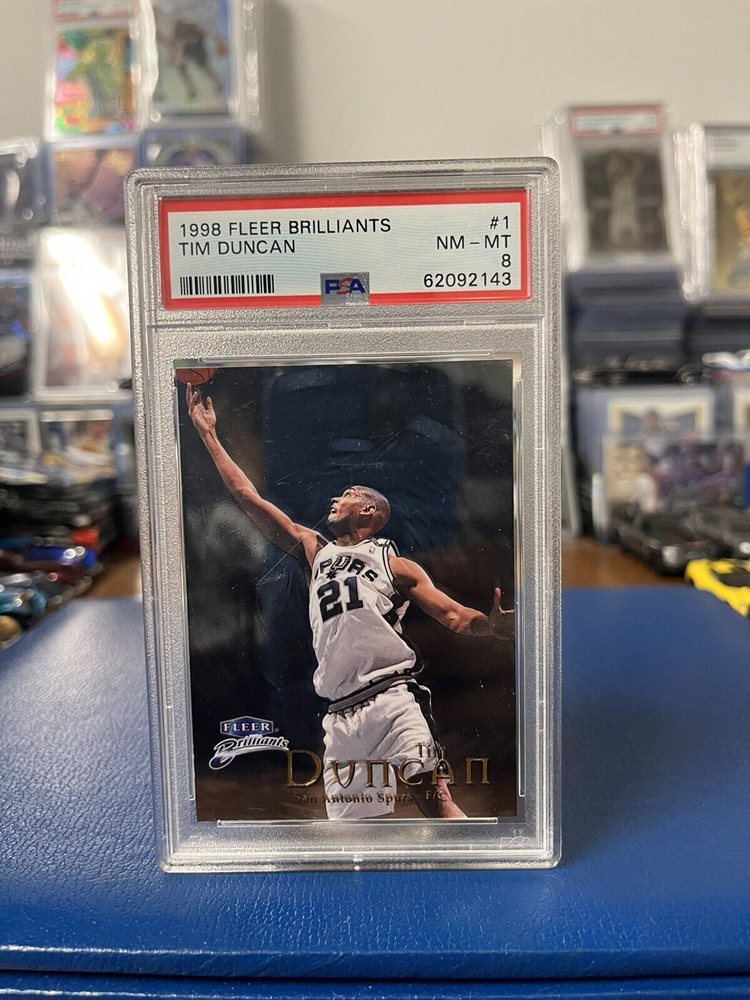 1998 FLEER BRILLIANTS #1
TIM DUNCAN NM - MT
8
PSA 62092143
SPURS
21
FLEER
Brilliants
Tim
DUNCAN
San Antonio Spurs - F/C